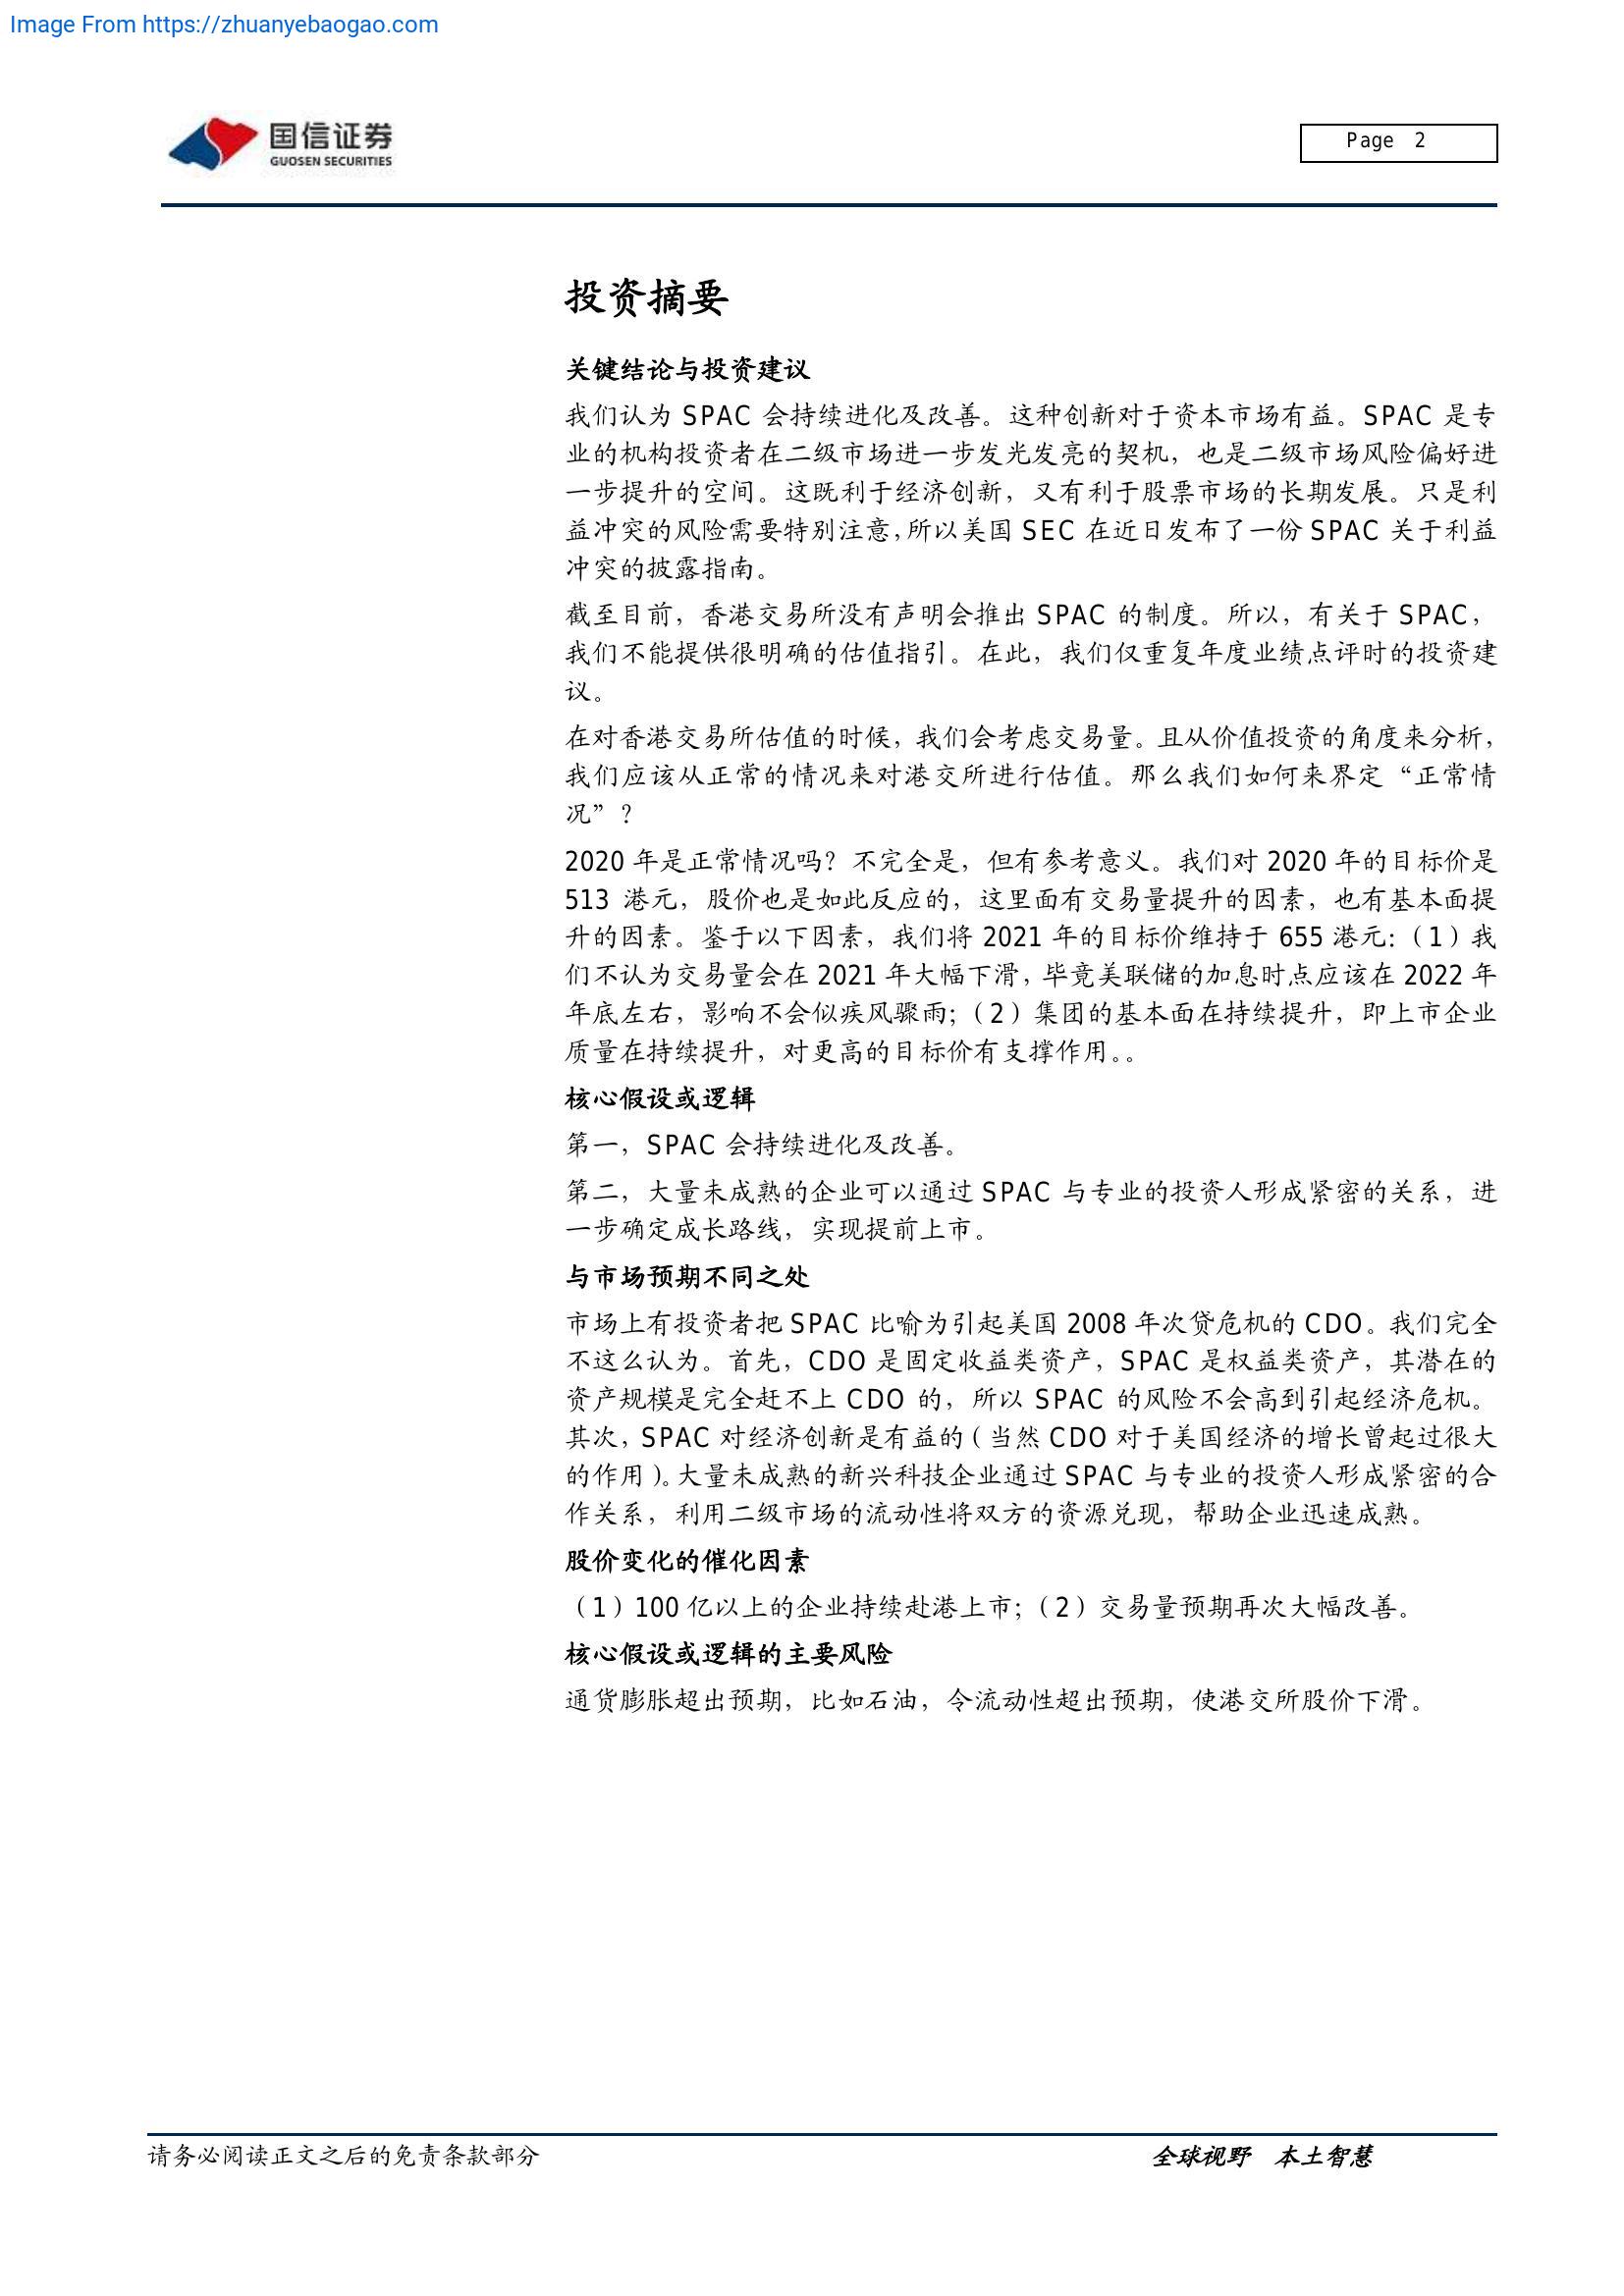 Image From https://zhuanyebaogao.com
国信证券
GUOSEN SECURITIES
Page 2
投资摘要
关键结论与投资建议
我们认为 SPAC 会持续进化及改善。这种创新对于资本市场有益。SPAC 是专
业的机构投资者在二级市场进一步发光发亮的契机，也是二级市场风险偏好进
一步提升的空间。这既利于经济创新，又有利于股票市场的长期发展。只是利
益冲突的风险需要特别注意，所以美国 SEC 在近日发布了一份 SPAC 关于利益
冲突的披露指南。
截至目前，香港交易所没有声明会推出 SPAC 的制度。所以，有关于 SPAC，
我们不能提供很明确的估值指引。在此，我们仅重复年度业绩点评时的投资建
议。
在对香港交易所估值的时候，我们会考虑交易量。且从价值投资的角度来分析，
我们应该从正常的情况来对港交所进行估值。那么我们如何来界定“正常情
况”？
2020 年是正常情况吗？不完全是，但有参考意义。我们对 2020 年的目标价是
513 港元，股价也是如此反应的，这里面有交易量提升的因素，也有基本面提
升的因素。鉴于以下因素，我们将 2021 年的目标价维持于 655 港元：（1）我
们不认为交易量会在 2021 年大幅下滑，毕竟美联储的加息时点应该在 2022 年
年底左右，影响不会似疾风骤雨；（2）集团的基本面在持续提升，即上市企业
质量在持续提升，对更高的目标价有支撑作用。。
核心假设或逻辑
第一，SPAC 会持续进化及改善。
第二，大量未成熟的企业可以通过 SPAC 与专业的投资人形成紧密的关系，进
一步确定成长路线，实现提前上市。
与市场预期不同之处
市场上有投资者把 SPAC 比喻为引起美国 2008 年次贷危机的 CDO。我们完全
不这么认为。首先，CDO 是固定收益类资产，SPAC 是权益类资产，其潜在的
资产规模是完全赶不上 CDO 的，所以 SPAC 的风险不会高到引起经济危机。
其次，SPAC 对经济创新是有益的（当然 CDO 对于美国经济的增长曾起过很大
的作用）。大量未成熟的新兴科技企业通过 SPAC 与专业的投资人形成紧密的合
作关系，利用二级市场的流动性将双方的资源兑现，帮助企业迅速成熟。
股价变化的催化因素
（1）100 亿以上的企业持续赴港上市；（2）交易量预期再次大幅改善。
核心假设或逻辑的主要风险
通货膨胀超出预期，比如石油，令流动性超出预期，使港交所股价下滑。
请务必阅读正文之后的免责条款部分
全球视野 本土智慧